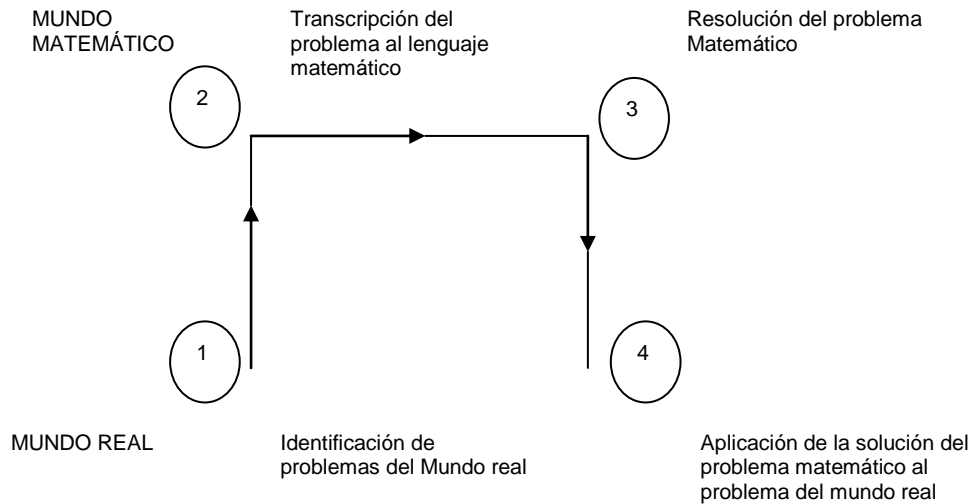 MUNDO
MATEMÁTICO
Transcripción del
problema al lenguaje
matemático
Resolución del problema
Matemático
2
3
1
4
MUNDO REAL
Identificación de
problemas del Mundo real
Aplicación de la solución del
problema matemático al
problema del mundo real